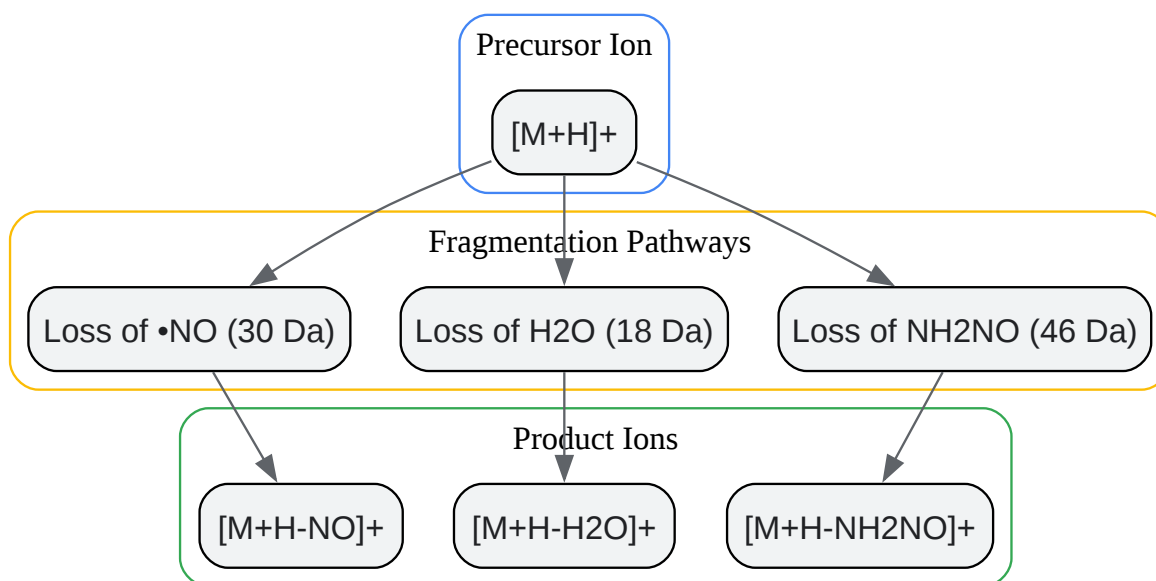 Precursor Ion
[M+H]+
Fragmentation Pathways
Loss of •NO (30 Da)
Loss of H2O (18 Da)
Loss of NH2NO (46 Da)
Product Ions
[M+H-NO]+
[M+H-H2O]+
[M+H-NH2NO]+